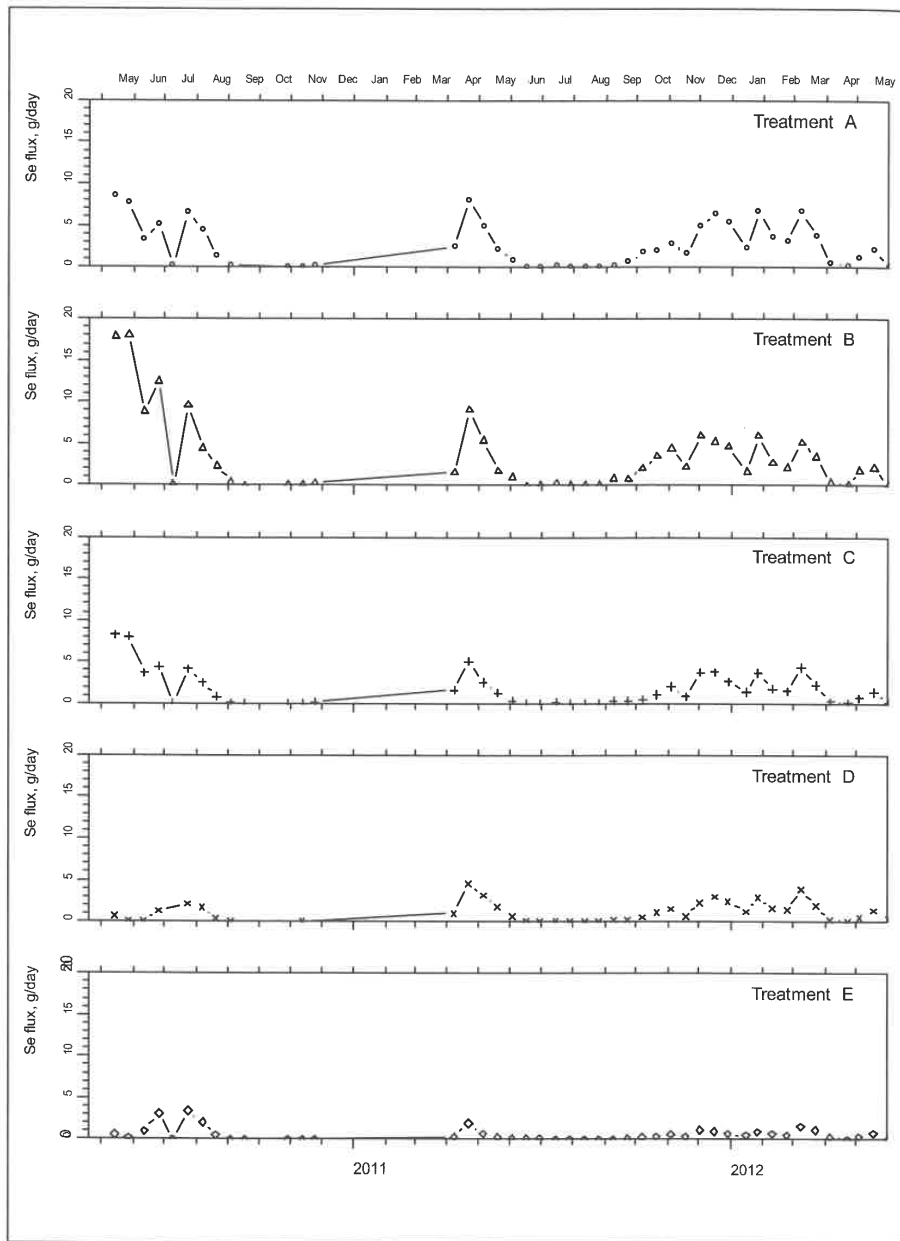 May Jun Jul Aug Sep Oct Nov Dec Jan Feb Mar Apr May Jun Jul Aug Sep Oct Nov Dec Jan Feb Mar Apr May
Se flux, g/day
20
15
10
5
0
Treatment A
Se flux, g/day
20
15
10
5
0
Treatment B
Se flux, g/day
20
15
10
5
0
Treatment C
Se flux, g/day
20
15
10
5
0
Treatment D
Se flux, g/day
20
15
10
5
0
Treatment E
2011 2012